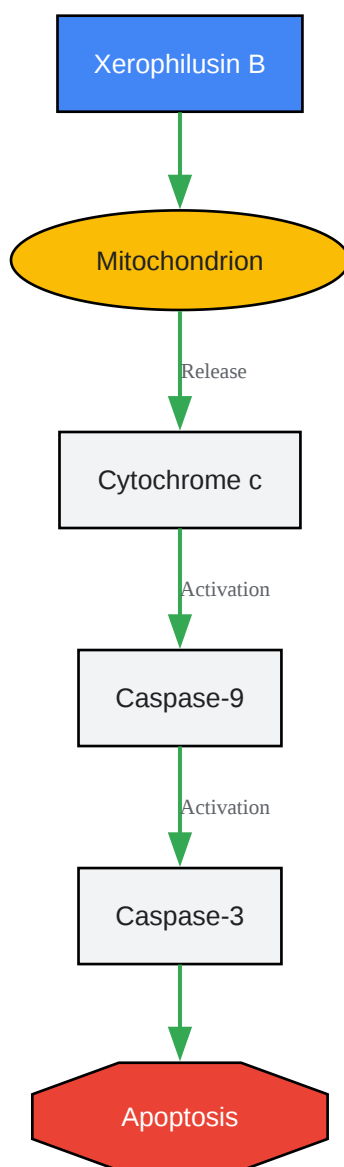 Xerophilusin B
Mitochondrion
Release
Cytochrome c
Activation
Caspase-9
Activation
Caspase-3
Apoptosis